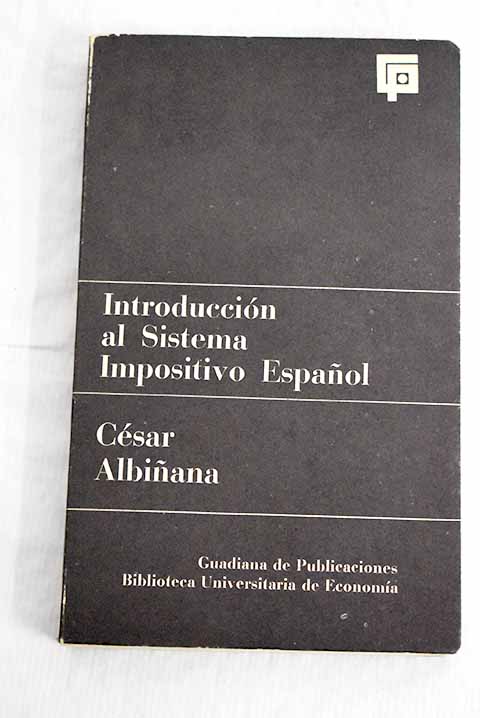 Introducción
al Sistema
Impositivo Español
César
Albiñana
Guadiana de Publicaciones
Biblioteca Universitaria de Economía